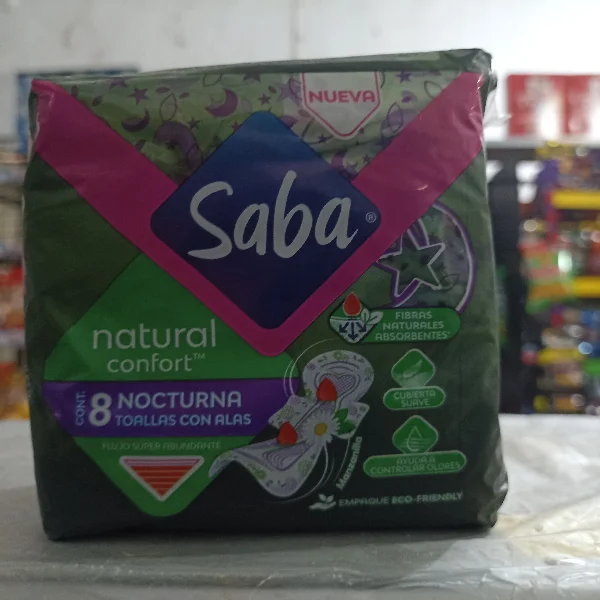 NUEVA
Saba®
natural
confort™
CONT. 8 NOCTURNA
TOALLAS CON ALAS
FLUJO SÚPER ABUNDANTE
FIBRAS
NATURALES
ABSORBENTES*
CUBIERTA
SUAVE
AYUDA A
CONTROLAR OLORES
Manzanilla
EMPAQUE ECO-FRIENDLY